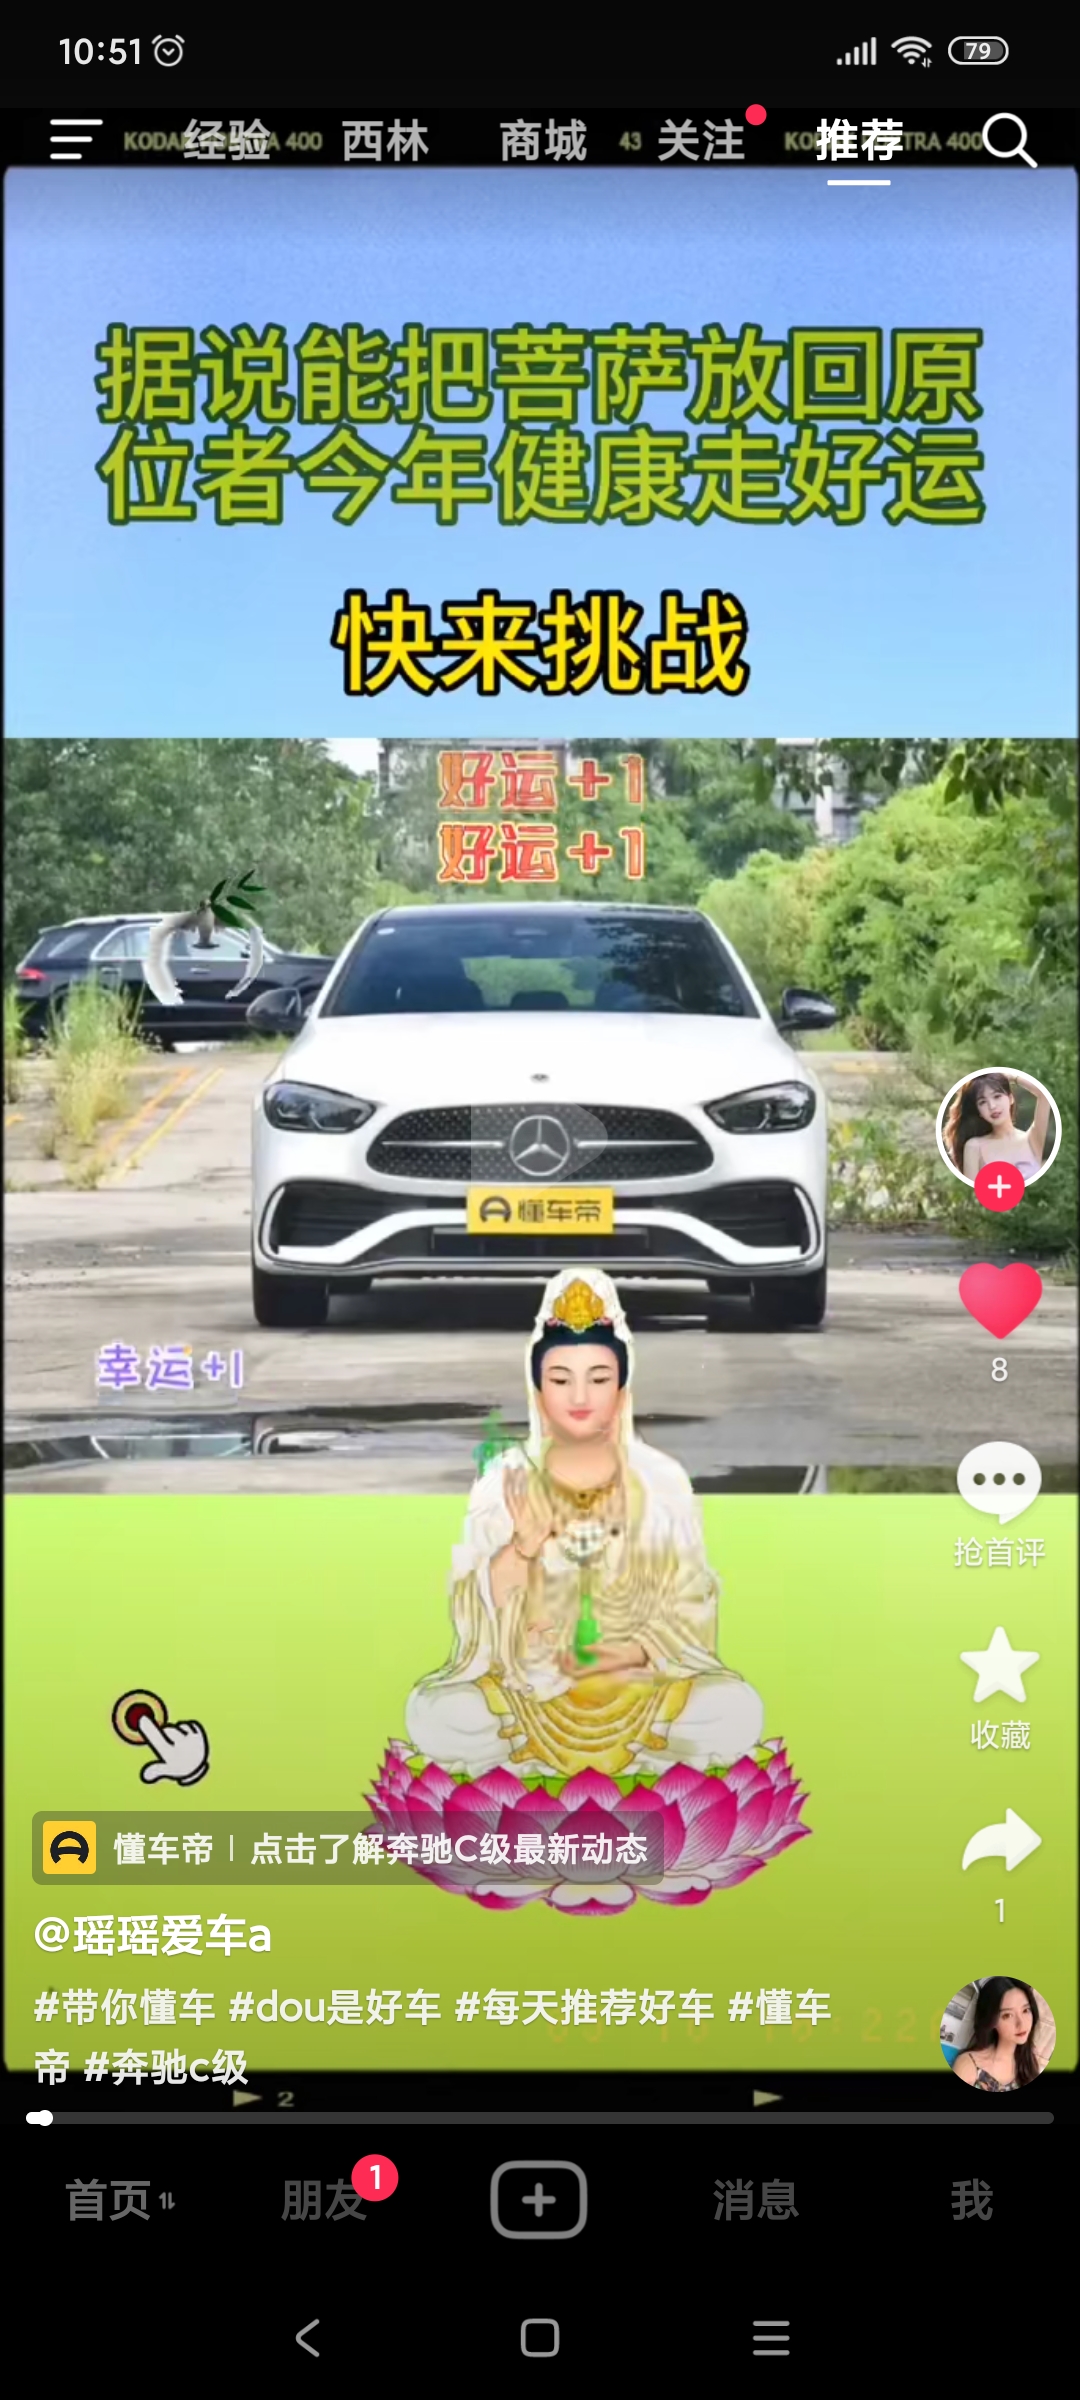 10:51
79
KODAK PORTRA 400
43
经验 西林 商城 关注 推荐
据说能把菩萨放回原
位者今年健康走好运
快来挑战
好运+1
好运+1
懂车帝
幸运+1
8
抢首评
收藏
懂车帝 | 点击了解奔驰C级最新动态
1
@瑶瑶爱车a
#带你懂车 #dou是好车 #每天推荐好车 #懂车
帝 #奔驰c级
2
首页 朋友 1 消息 我